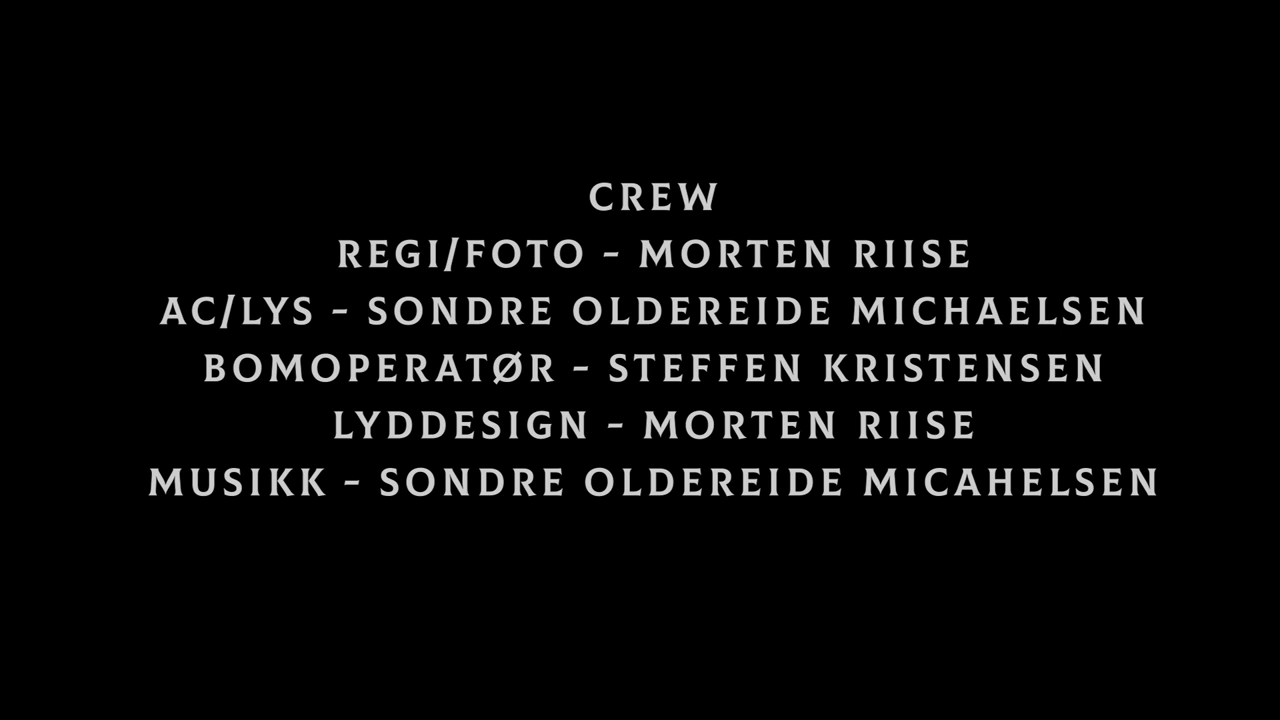 CREW
REGI/FOTO - MORTEN RIISE
AC/LYS - SONDRE OLDEREIDE MICHAELSEN
BOMOPERATØR - STEFFEN KRISTENSEN
LYDDESIGN - MORTEN RIISE
MUSIKK - SONDRE OLDEREIDE MICAHELSEN